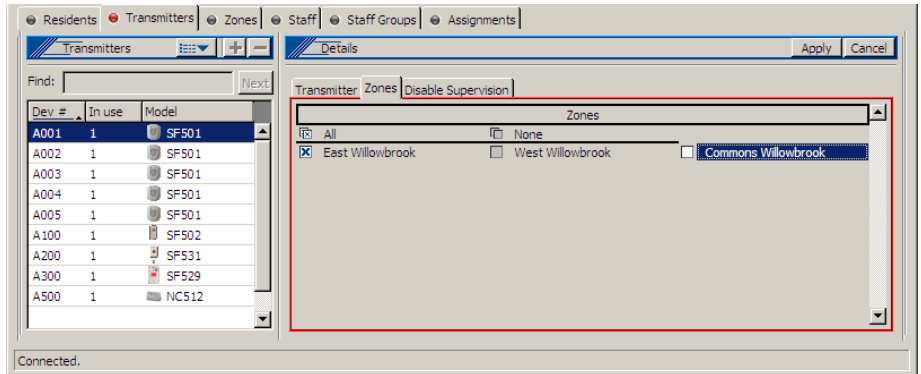 Residents Transmitters Zones Staff Staff Groups Assignments
Transmitters
Details Apply Cancel
Find: Next
Transmitter Zones Disable Supervision
Dev # In use Model
A001 1 SF501
A002 1 SF501
A003 1 SF501
A004 1 SF501
A005 1 SF501
A100 1 SF502
A200 1 SF531
A300 1 SF529
A500 1 NC512
Zones
All None
East Willowbrook West Willowbrook Commons Willowbrook
Connected.